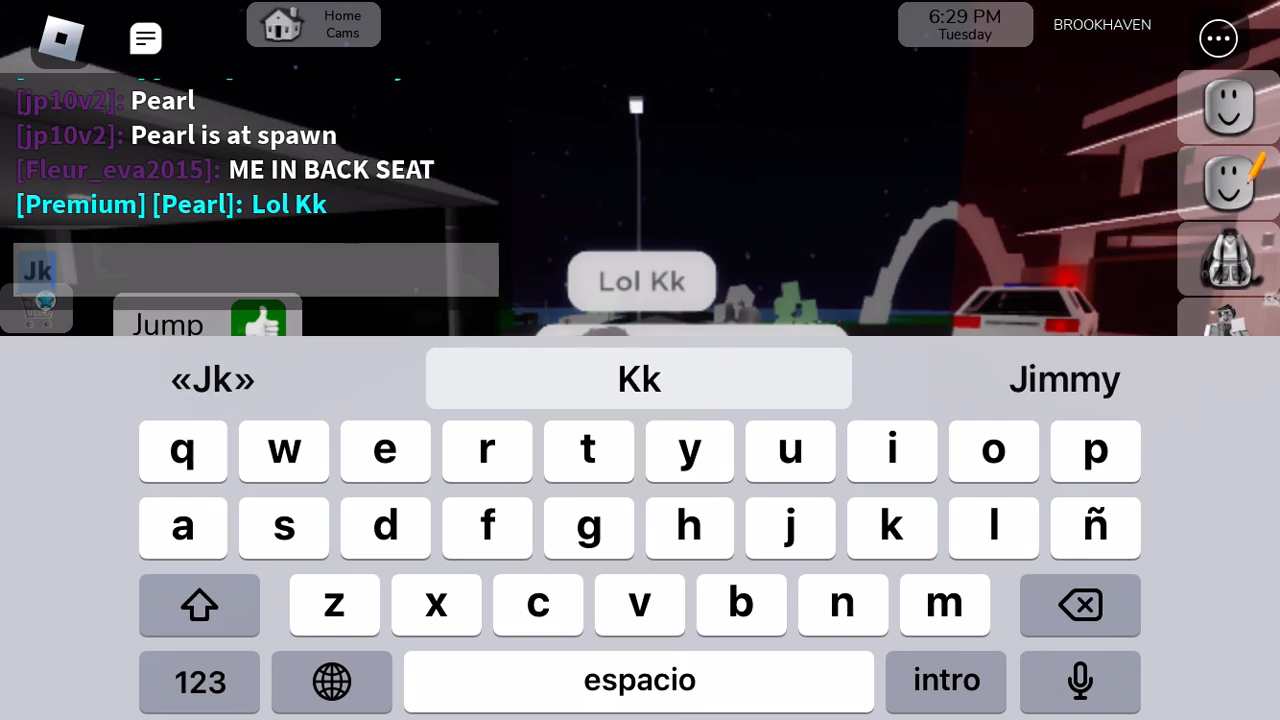 Home
Cams
6:29 PM
Tuesday
BROOKHAVEN
[jp10v2]: Pearl
[jp10v2]: Pearl is at spawn
[Fleur_eva2015]: ME IN BACK SEAT
[Premium] [Pearl]: Lol Kk
Jk
Lol Kk
Jump
«Jk» Kk Jimmy
q w e r t y u i o p
a s d f g h j k l ñ
z x c v b n m
123 espacio intro